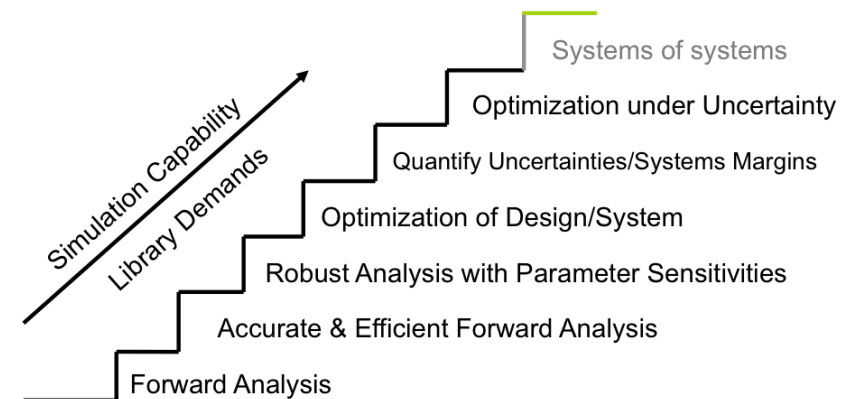 Systems of systems
Optimization under Uncertainty
Quantify Uncertainties/Systems Margins
Optimization of Design/System
Robust Analysis with Parameter Sensitivities
Accurate & Efficient Forward Analysis
Forward Analysis
Simulation Capability
Library Demands